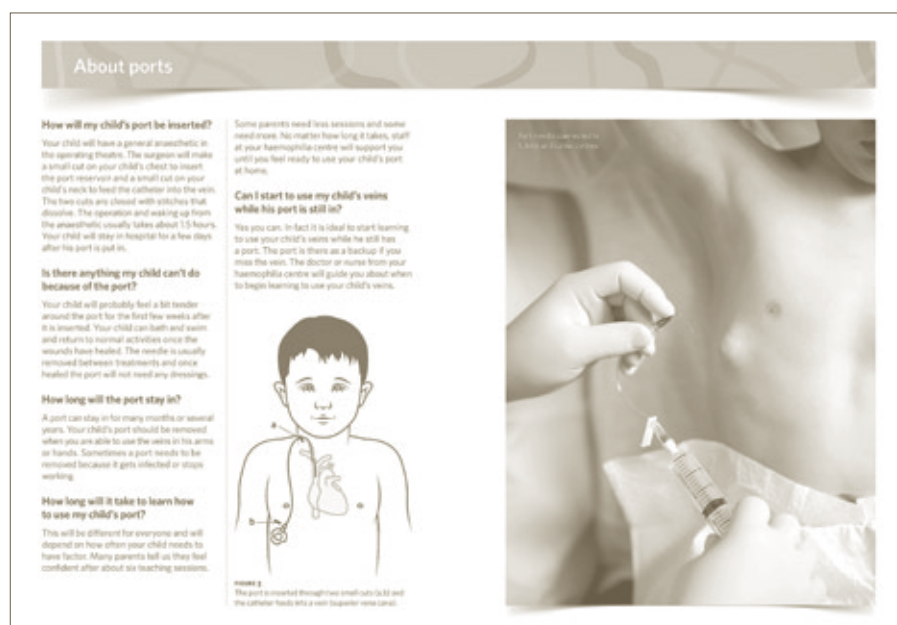 About ports
How will my child's port be inserted?
Your child will have a general anaesthetic in
the operating theatre. The surgeon will make
a small cut on your child's chest to insert
the port reservoir and a small cut on your
child's neck to feed the catheter into the vein.
The two cuts are closed with stitches that
dissolve. The operation and waking up from
the anaesthetic usually takes about 1.5 hours.
Your child will stay in hospital for a few days
after his port is put in.
Is there anything my child can't do
because of the port?
Your child will probably feel a bit tender
around the port for the first few weeks after
it is inserted. Your child can bath and swim
and return to normal activities once the
wounds have healed. The needle is usually
removed between treatments and once
healed the port will not need any dressings.
How long will the port stay in?
A port can stay in for many months or several
years. Your child's port should be removed
when you are able to use the veins in his arms
or hands. Sometimes a port needs to be
removed because it gets infected or stops
working.
How long will it take to learn how
to use my child's port?
This will be different for everyone and will
depend on how often your child needs to
have factor. Many parents tell us they feel
confident after about six teaching sessions.
Some parents need less sessions and some
need more. No matter how long it takes, staff
at your haemophilia centre will support you
until you feel ready to use your child's port
at home.
Can I start to use my child's veins
while his port is still in?
Yes you can. In fact it is ideal to start learning
to use your child's veins while he still has
a port. The port is there as a backup if you
miss the vein. The doctor or nurse from your
haemophilia centre will guide you about when
to begin learning to use your child's veins.
a
b
FIGURE 3
The port is inserted through two small cuts (a,b) and
the catheter feeds into a vein (superior vena cava).